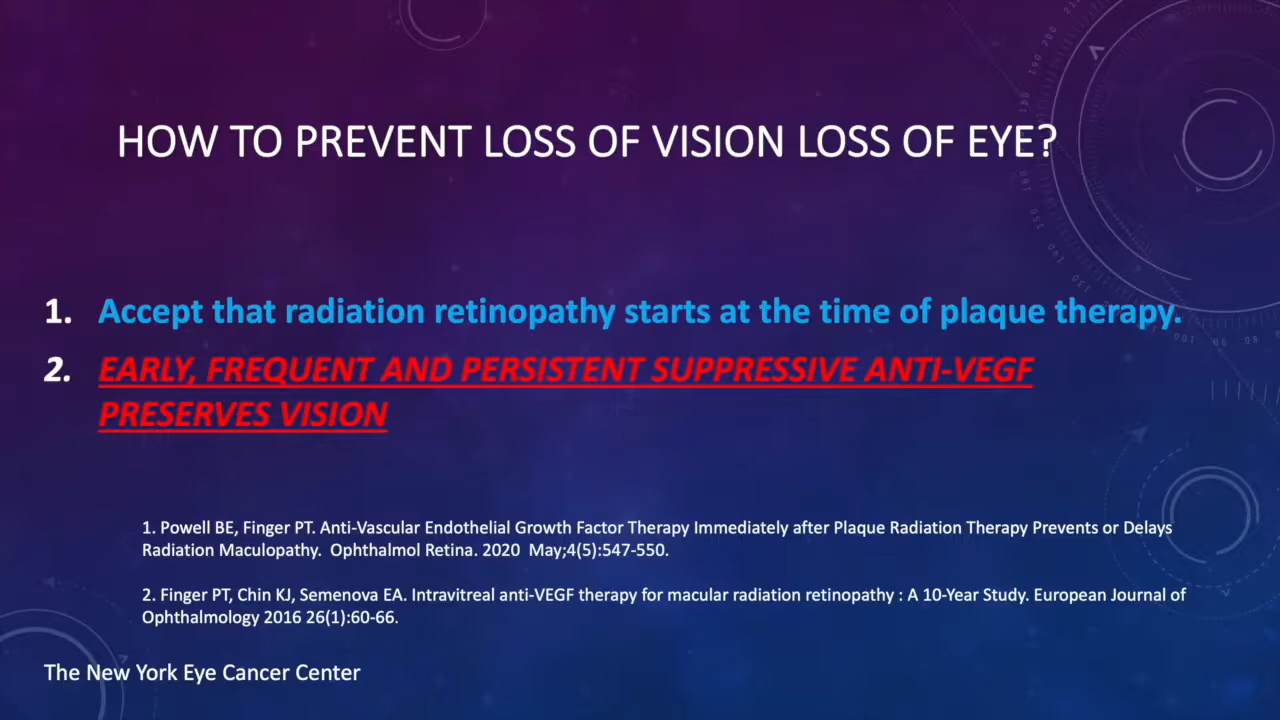 HOW TO PREVENT LOSS OF VISION LOSS OF EYE?
1. Accept that radiation retinopathy starts at the time of plaque therapy.
2. EARLY, FREQUENT AND PERSISTENT SUPPRESSIVE ANTI-VEGF
PRESERVES VISION
1. Powell BE, Finger PT. Anti-Vascular Endothelial Growth Factor Therapy Immediately after Plaque Radiation Therapy Prevents or Delays
Radiation Maculopathy. Ophthalmol Retina. 2020 May;4(5):547-550.
2. Finger PT, Chin KJ, Semenova EA. Intravitreal anti-VEGF therapy for macular radiation retinopathy : A 10-Year Study. European Journal of
Ophthalmology 2016 26(1):60-66.
The New York Eye Cancer Center